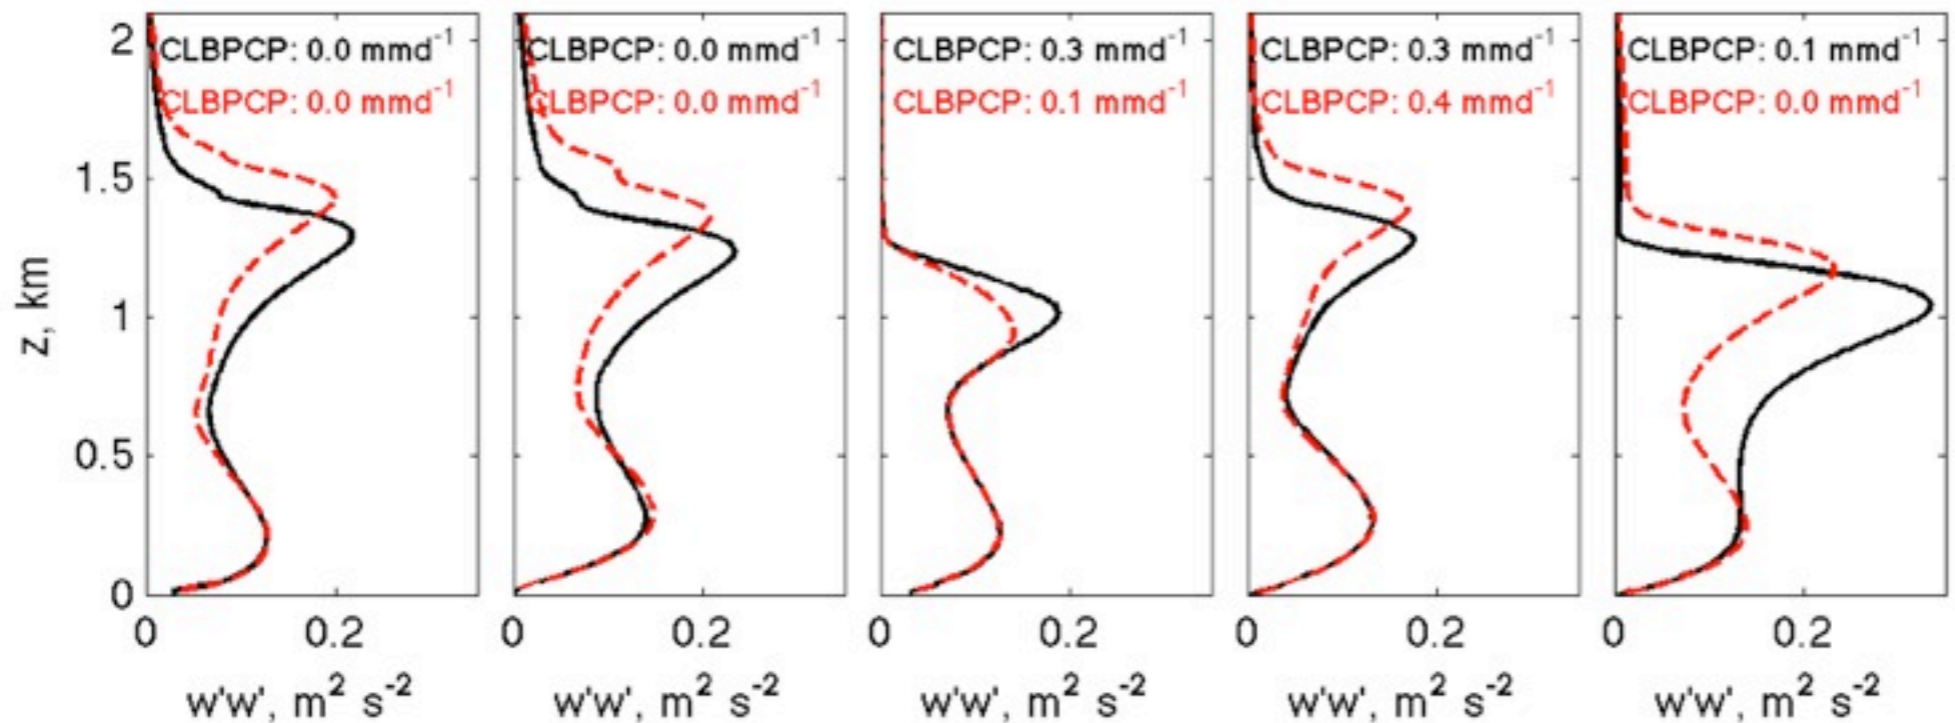 2
1.5
1
0.5
0
z, km
CLBPCP: 0.0 mmd⁻¹
CLBPCP: 0.0 mmd⁻¹
0 0.2
w'w', m² s⁻²
CLBPCP: 0.0 mmd⁻¹
CLBPCP: 0.0 mmd⁻¹
0 0.2
w'w', m² s⁻²
CLBPCP: 0.3 mmd⁻¹
CLBPCP: 0.1 mmd⁻¹
0 0.2
w'w', m² s⁻²
CLBPCP: 0.3 mmd⁻¹
CLBPCP: 0.4 mmd⁻¹
0 0.2
w'w', m² s⁻²
CLBPCP: 0.1 mmd⁻¹
CLBPCP: 0.0 mmd⁻¹
0 0.2
w'w', m² s⁻²